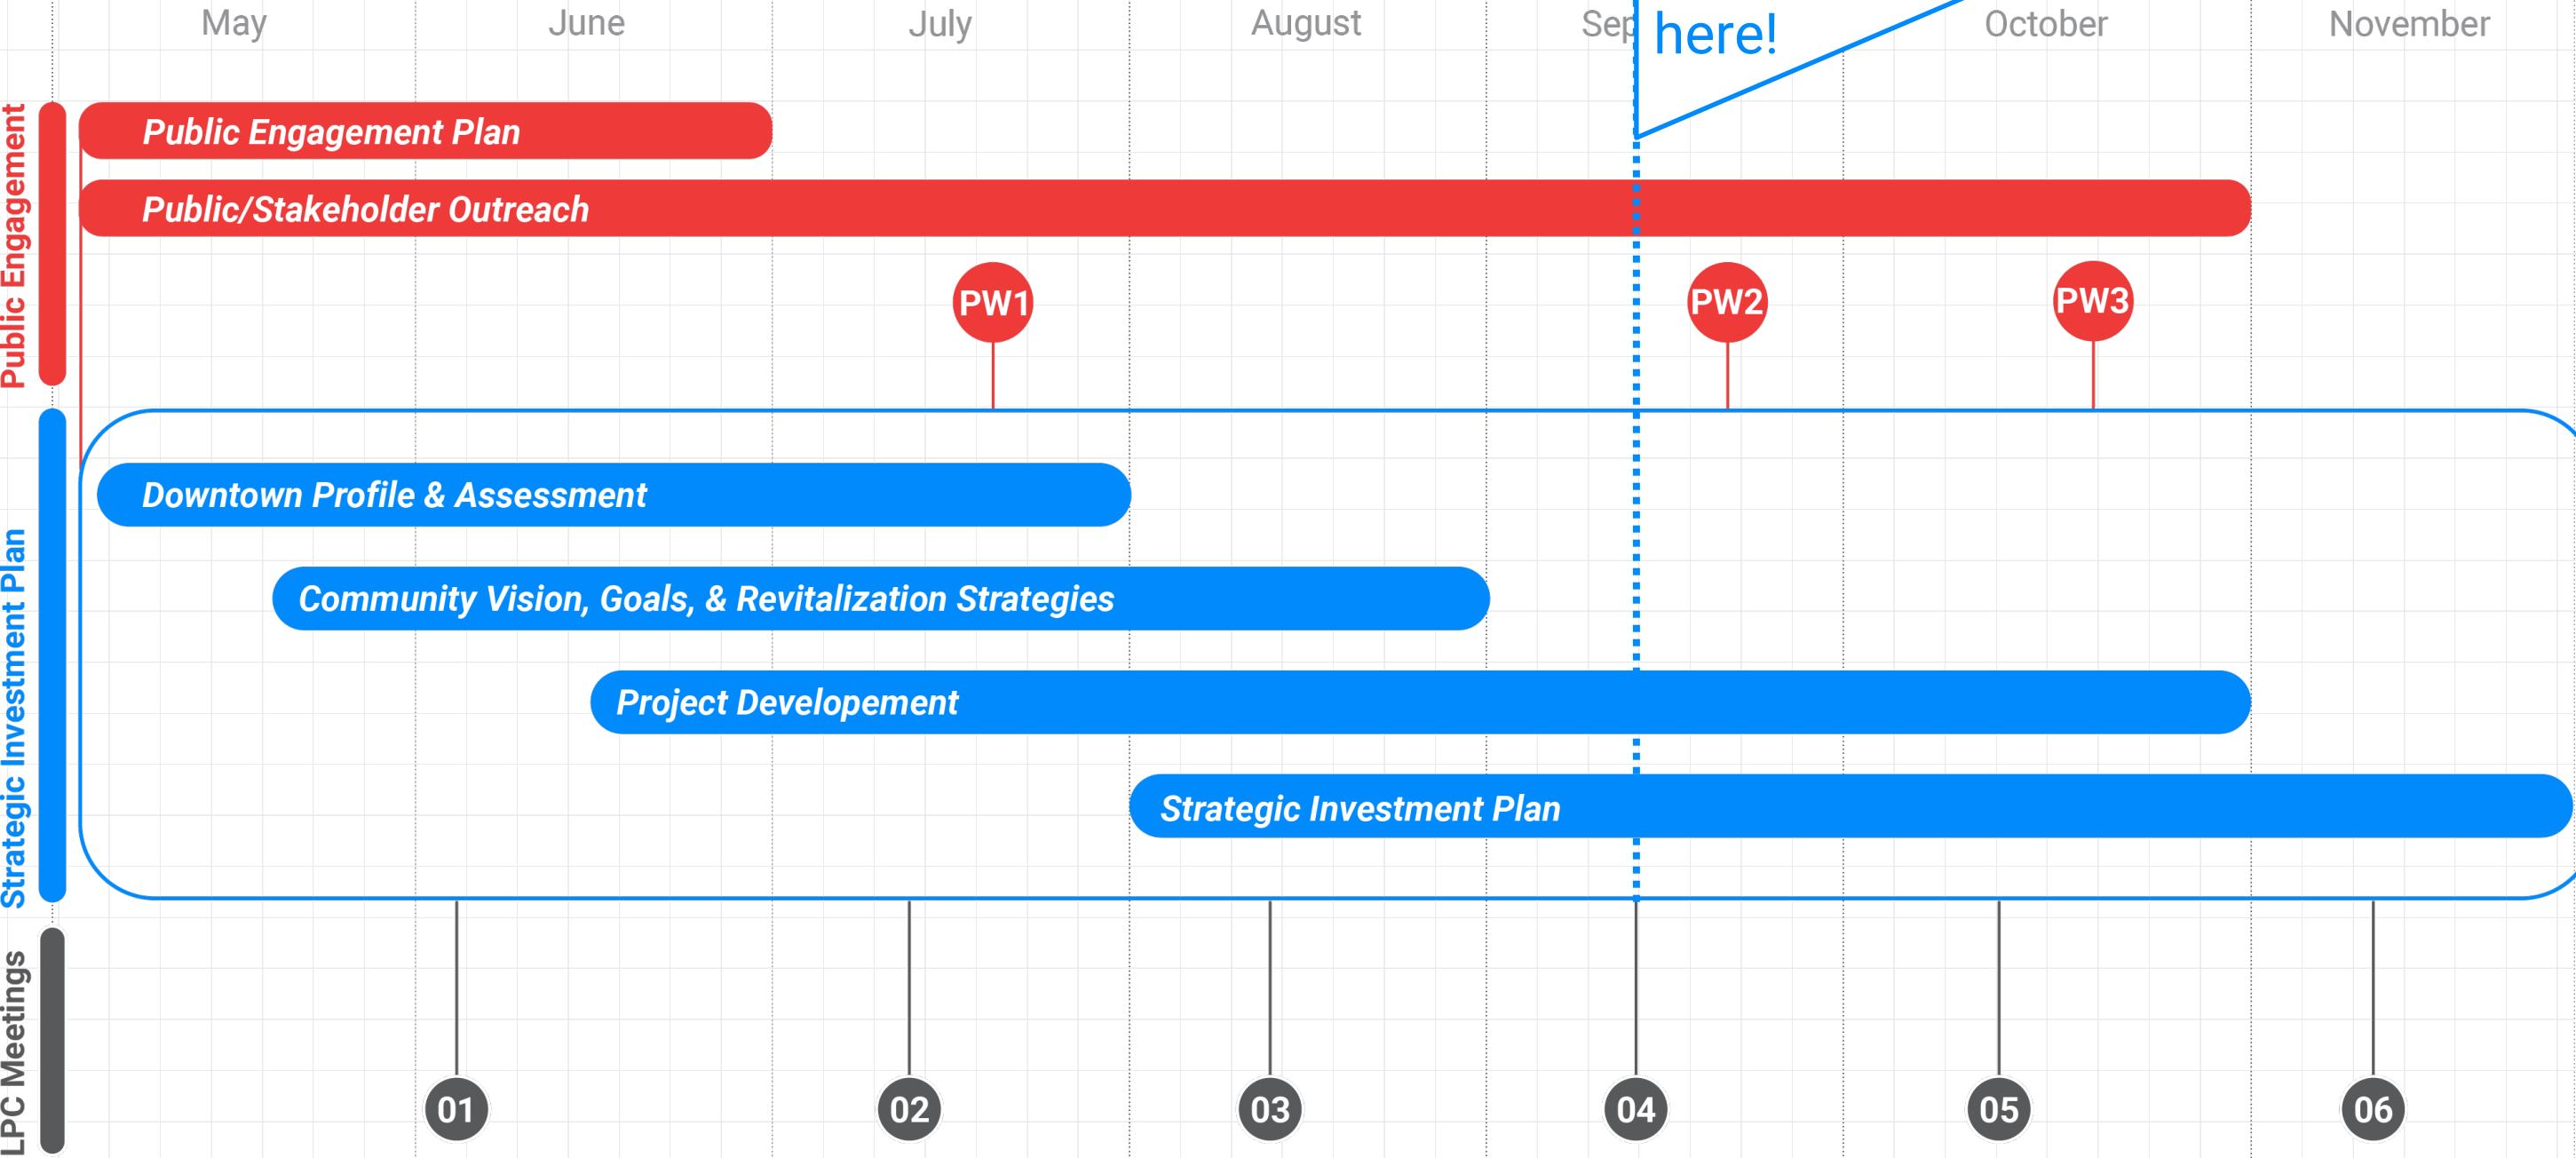 May June July August Sep October November
here!
Public Engagement
Public Engagement Plan
Public/Stakeholder Outreach
PW1 PW2 PW3
Strategic Investment Plan
Downtown Profile & Assessment
Community Vision, Goals, & Revitalization Strategies
Project Developement
Strategic Investment Plan
LPC Meetings
01 02 03 04 05 06